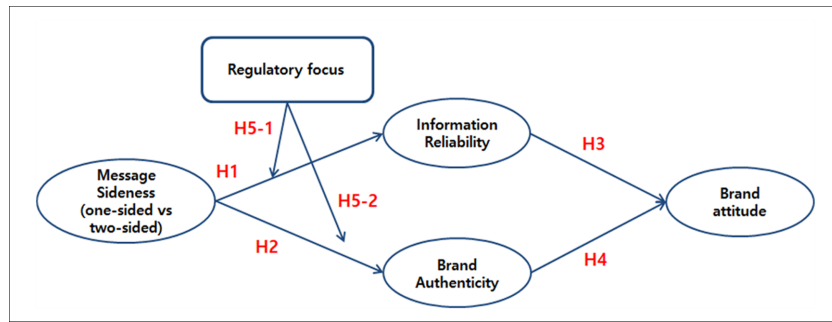 Regulatory focus
H5-1
Information
Reliability
H3
H1
Message
Sideness
(one-sided vs
two-sided)
H5-2
Brand
attitude
H2
H4
Brand
Authenticity